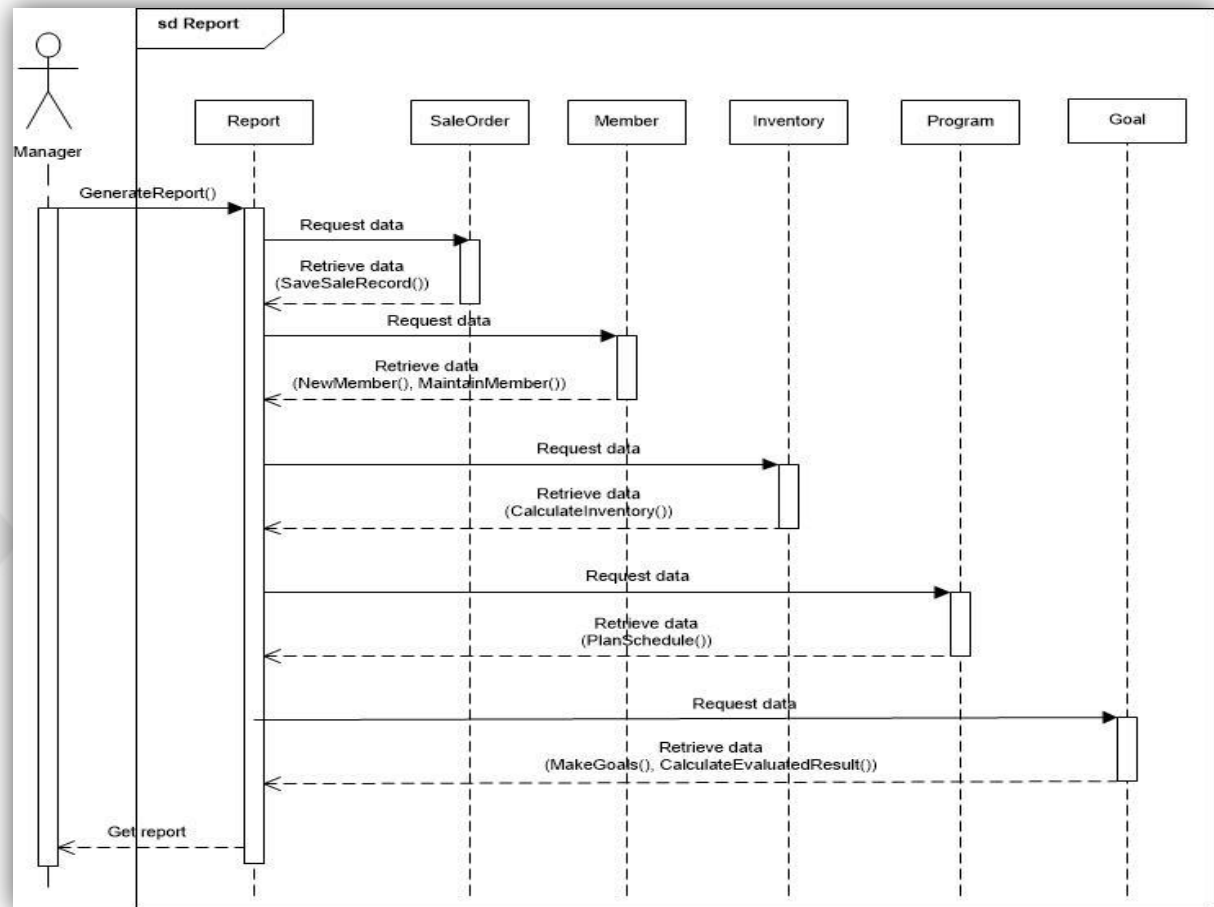 sd Report
Manager
Report
SaleOrder
Member
Inventory
Program
Goal
GenerateReport()
Request data
Retrieve data
(SaveSaleRecord())
Request data
Retrieve data
(NewMember(), MaintainMember())
Request data
Retrieve data
(CalculateInventory())
Request data
Retrieve data
(PlanSchedule())
Request data
Retrieve data
(MakeGoals(), CalculateEvaluatedResult())
Get report